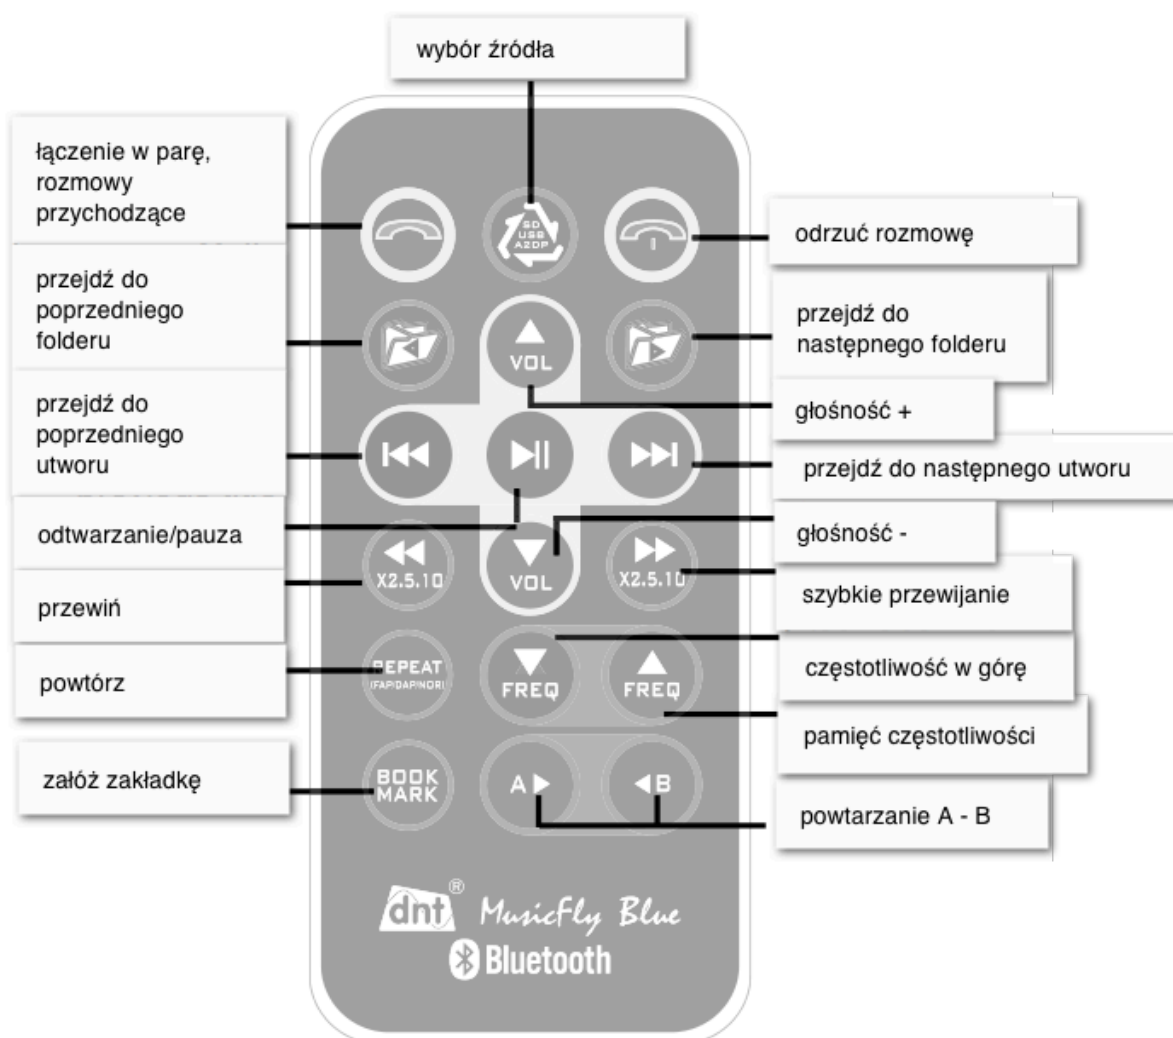 wybór źródła
łączenie w parę,
rozmowy
przychodzące
SD
USB
A2DP
odrzuć rozmowę
przejdź do
poprzedniego
folderu
VOL
przejdź do
następnego folderu
głośność +
przejdź do
poprzedniego
utworu
przejdź do następnego utworu
odtwarzanie/pauza
głośność -
X2.5.10
VOL
X2.5.10
szybkie przewijanie
przewiń
częstotliwość w górę
powtórz
REPEAT
(FAP/DAP/NOR)
FREQ
FREQ
pamięć częstotliwości
załóż zakładkę
BOOK
MARK
A
B
powtarzanie A - B
dnt® MusicFly Blue
Bluetooth